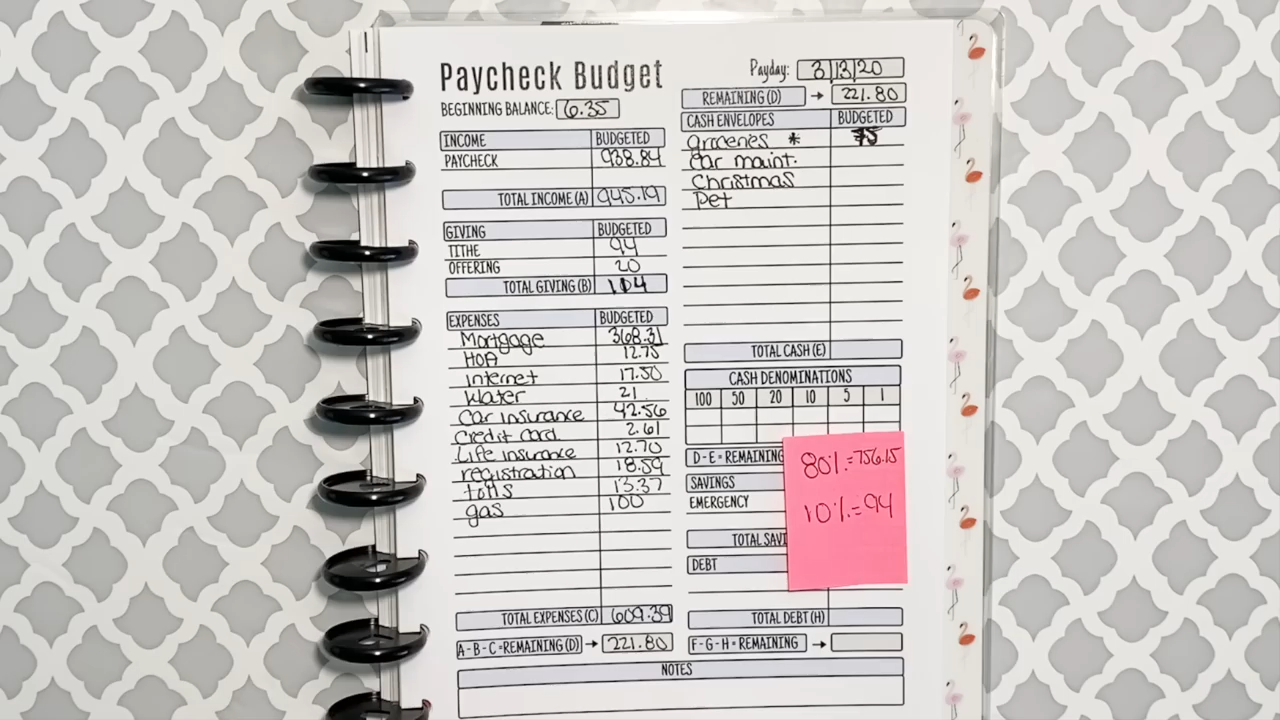 Paycheck Budget
BEGINNING BALANCE: 6.35
INCOME BUDGETED
PAYCHECK 938.84
TOTAL INCOME (A) 945.19
GIVING BUDGETED
TITHE 94
OFFERING 20
TOTAL GIVING (B) 104
EXPENSES BUDGETED
Mortgage 368.31
HOA 12.75
internet 17.50
Water 21
Car insurance 42.56
Credit card 2.61
Life insurance 12.70
registration 18.59
tolls 13.37
gas 100
TOTAL EXPENSES (C) 609.39
A - B - C = REMAINING (D) → 221.80
Payday: 3/13/20
REMAINING (D) → 221.80
CASH ENVELOPES BUDGETED
groceries * 75
Car maint.
Christmas
Pet
TOTAL CASH (E)
CASH DENOMINATIONS
100 50 20 10 5 1
D - E = REMAINING
SAVINGS
EMERGENCY
TOTAL SAVI
DEBT
80% = 756.15
10% = 94
TOTAL DEBT (H)
F - G - H = REMAINING →
NOTES